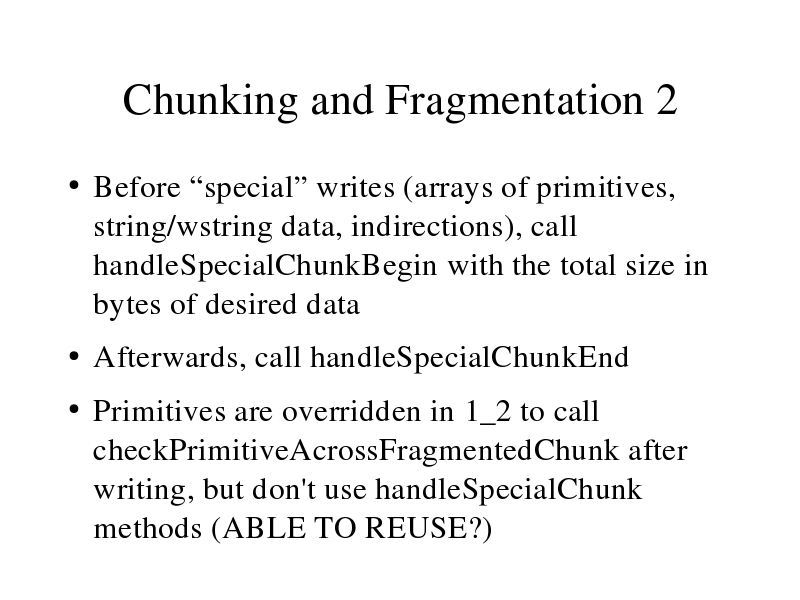 Chunking and Fragmentation 2
• Before “special” writes (arrays of primitives,
string/wstring data, indirections), call
handleSpecialChunkBegin with the total size in
bytes of desired data
• Afterwards, call handleSpecialChunkEnd
• Primitives are overridden in 1_2 to call
checkPrimitiveAcrossFragmentedChunk after
writing, but don't use handleSpecialChunk
methods (ABLE TO REUSE?)